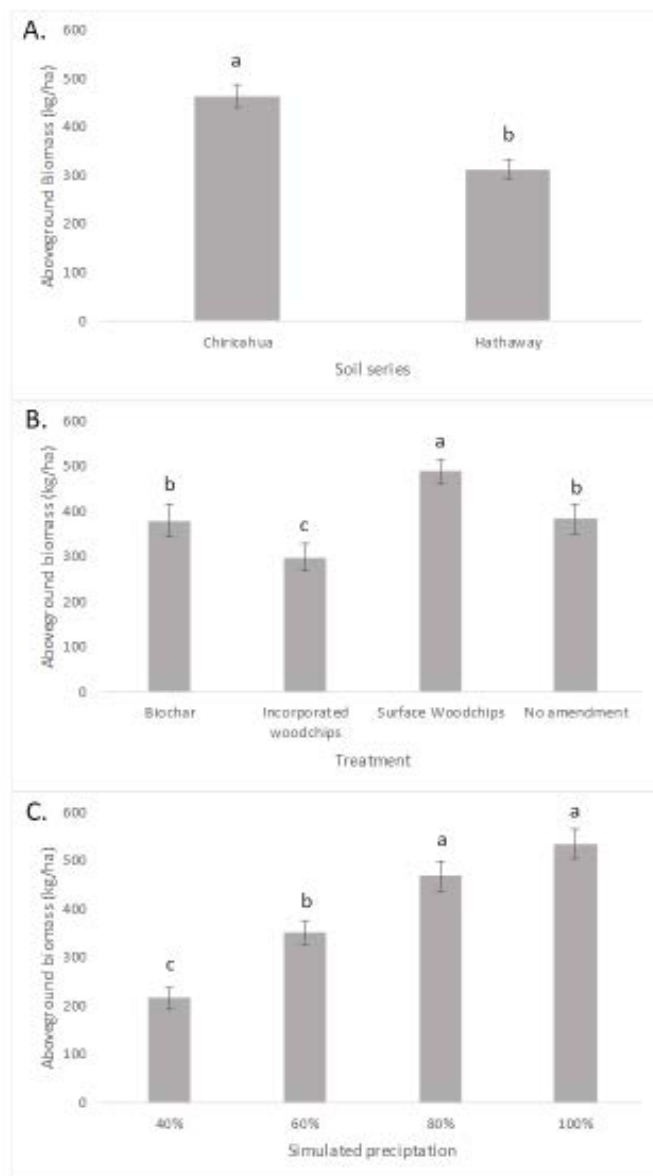 A.
Aboveground Biomass (kg/ha)
600
500
400
300
200
100
0
a
b
Chiricahua
Hathaway
Soil series
B.
Aboveground biomass (kg/ha)
600
500
400
300
200
100
0
b
c
a
b
Biochar
Incorporated
woodchips
Surface Woodchips
No amendment
Treatment
C.
Aboveground biomass (kg/ha)
600
500
400
300
200
100
0
c
b
a
a
40%
60%
80%
100%
Simulated preciptation